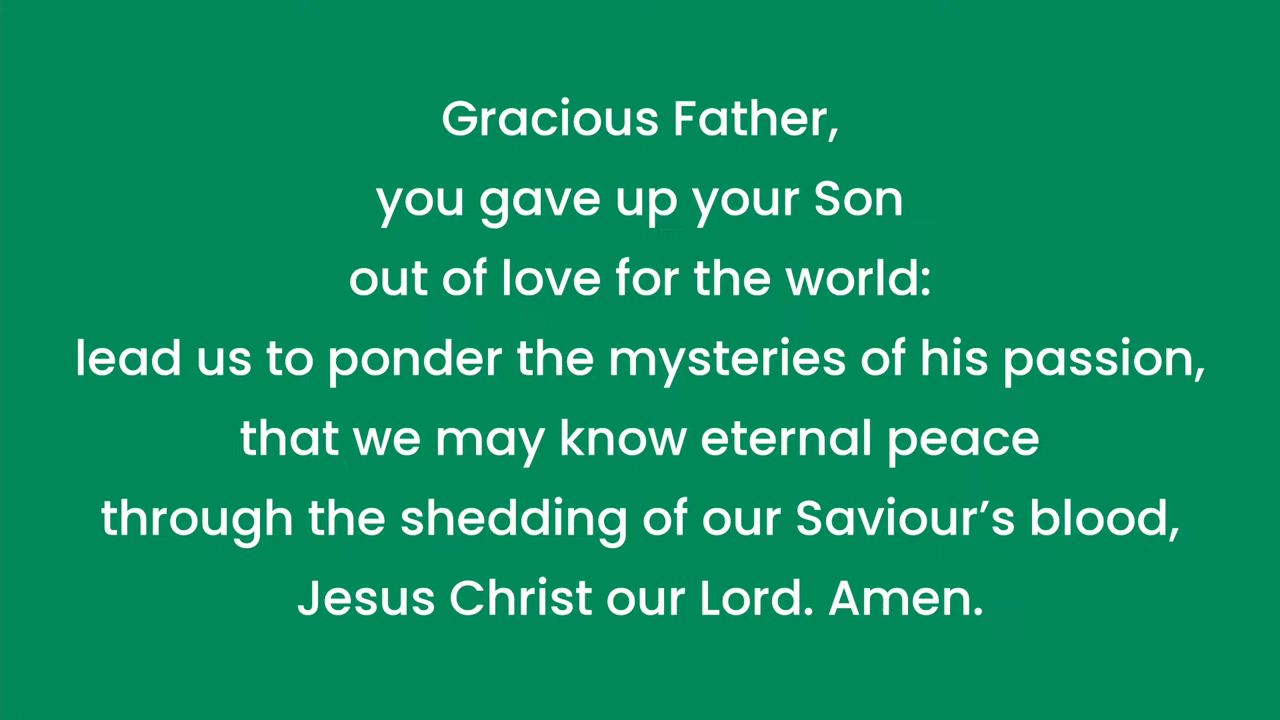 Gracious Father,
you gave up your Son
out of love for the world:
lead us to ponder the mysteries of his passion,
that we may know eternal peace
through the shedding of our Saviour’s blood,
Jesus Christ our Lord. Amen.